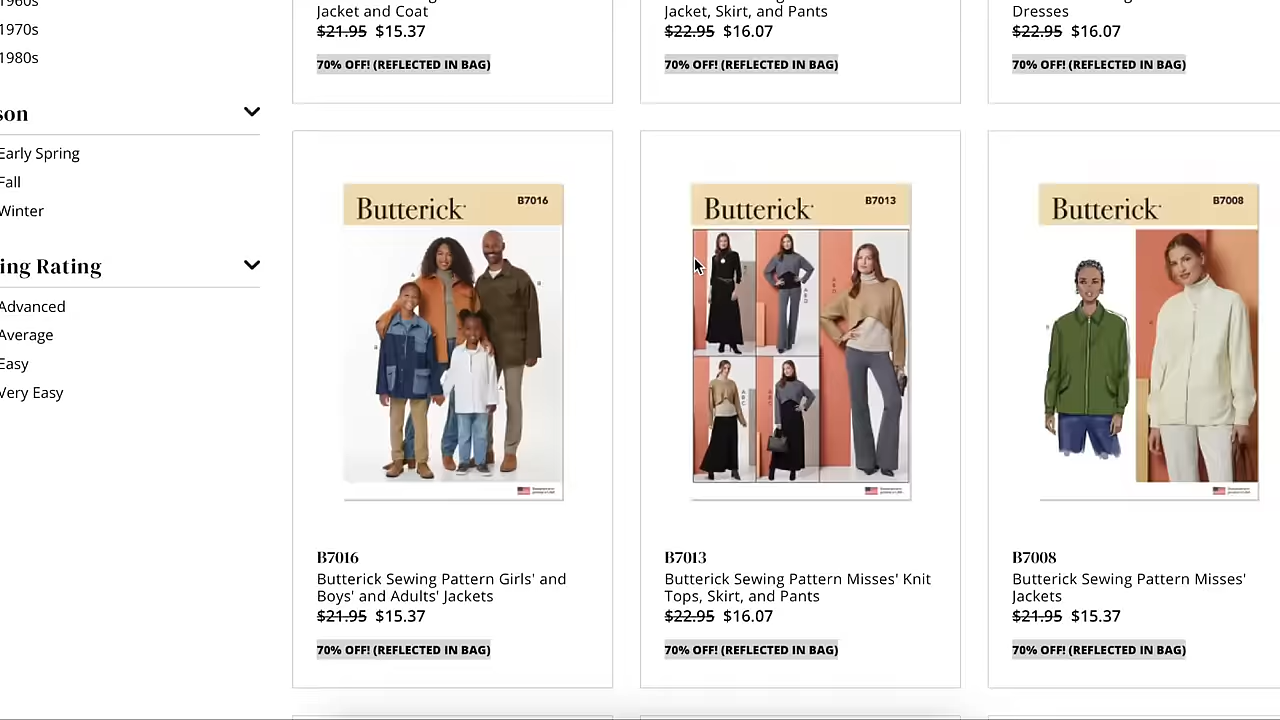 1960s
1970s
1980s
son
Early Spring
Fall
Winter
ing Rating
Advanced
Average
Easy
Very Easy
Jacket and Coat
$21.95 $15.37
70% OFF! (REFLECTED IN BAG)
Jacket, Skirt, and Pants
$22.95 $16.07
70% OFF! (REFLECTED IN BAG)
Dresses
$22.95 $16.07
70% OFF! (REFLECTED IN BAG)
Butterick
B7016
B7016
Butterick Sewing Pattern Girls' and
Boys' and Adults' Jackets
$21.95 $15.37
70% OFF! (REFLECTED IN BAG)
Butterick
B7013
B7013
Butterick Sewing Pattern Misses' Knit
Tops, Skirt, and Pants
$22.95 $16.07
70% OFF! (REFLECTED IN BAG)
Butterick
B7008
B7008
Butterick Sewing Pattern Misses'
Jackets
$21.95 $15.37
70% OFF! (REFLECTED IN BAG)